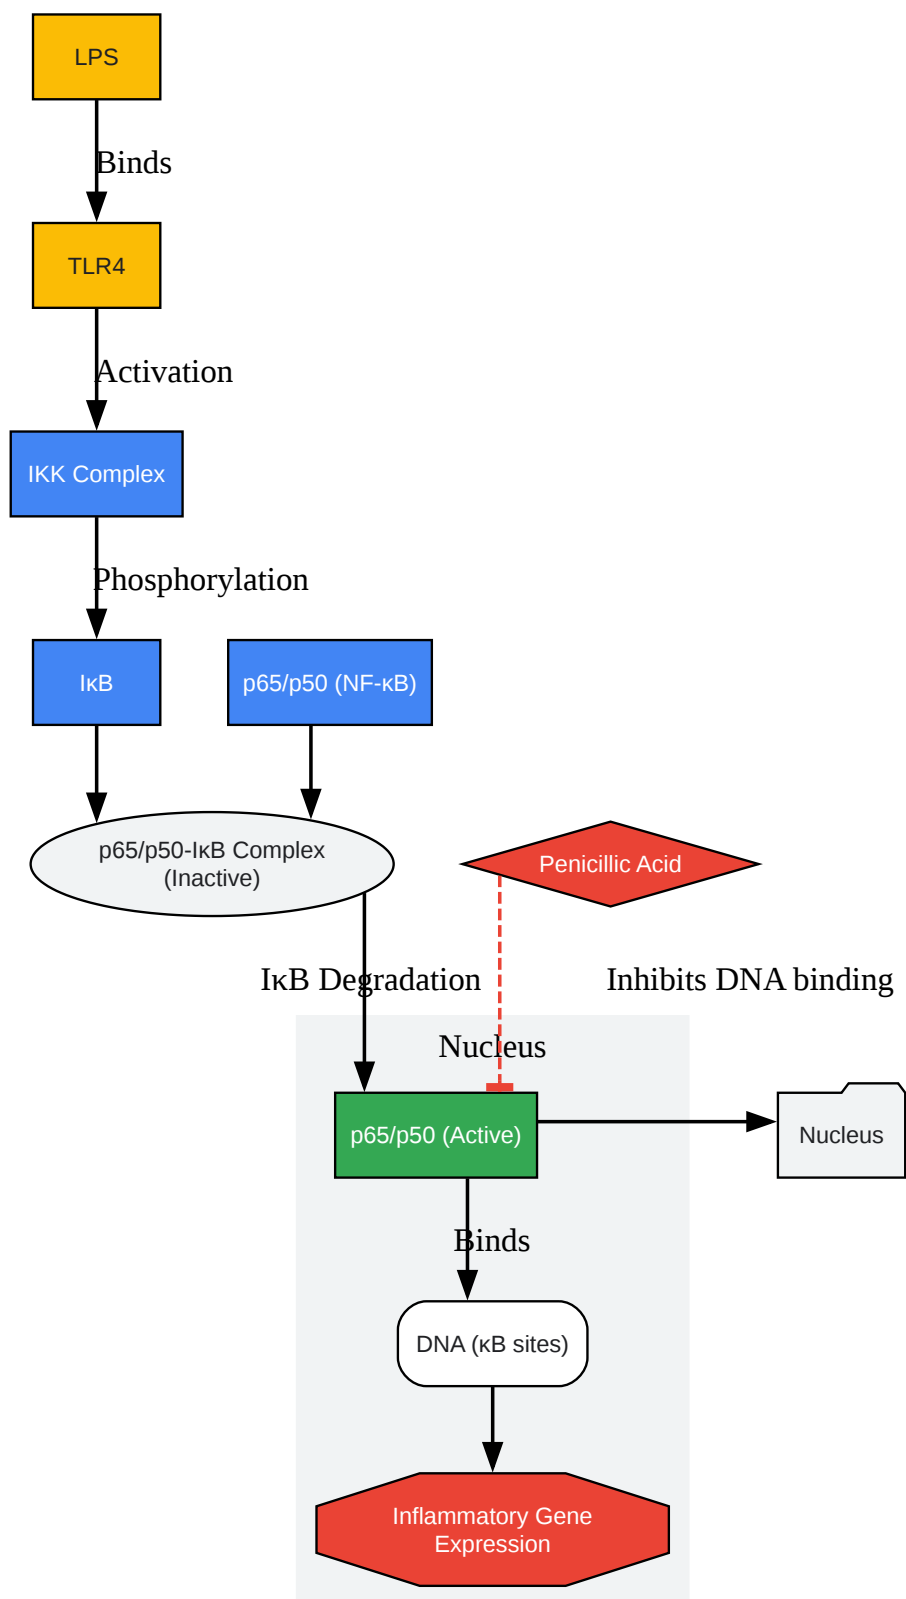 LPS
Binds
TLR4
Activation
IKK Complex
Phosphorylation
IκB
p65/p50 (NF-κB)
p65/p50-IκB Complex
(Inactive)
Penicillic Acid
IκB Degradation
Inhibits DNA binding
Nucleus
p65/p50 (Active)
Nucleus
Binds
DNA (κB sites)
Inflammatory Gene
Expression